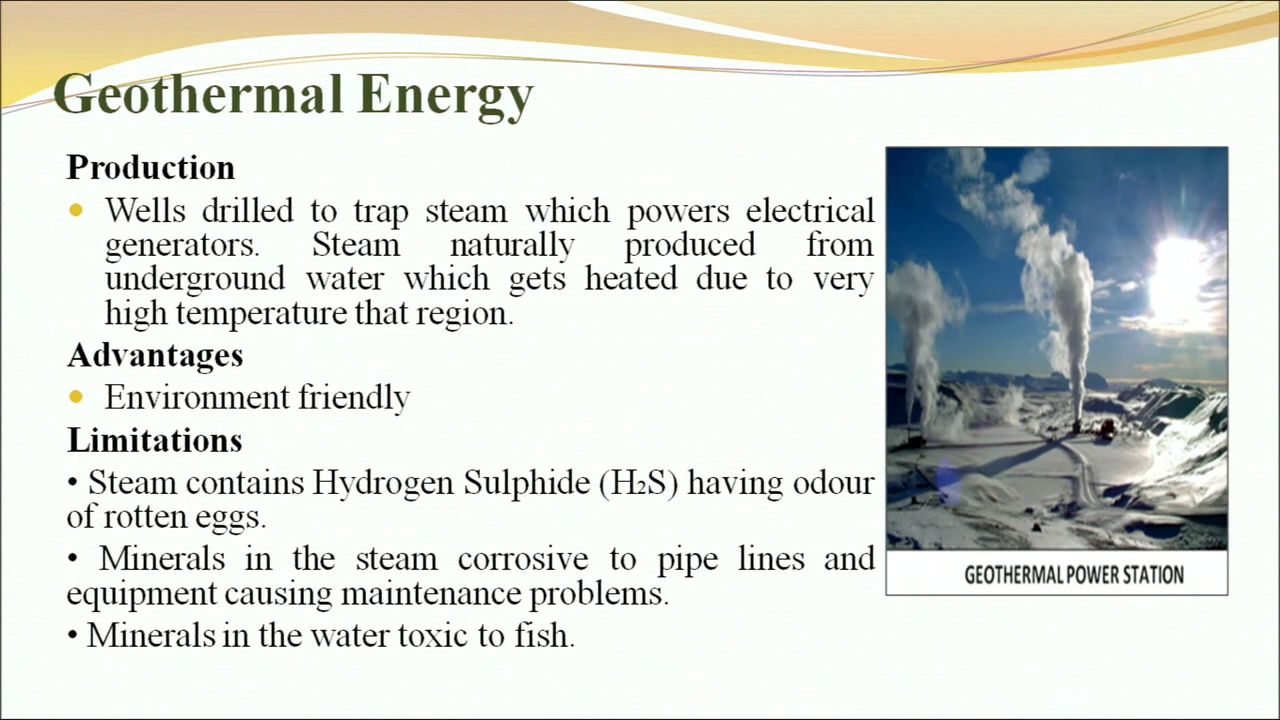 Geothermal Energy
Production
• Wells drilled to trap steam which powers electrical
generators. Steam naturally produced from
underground water which gets heated due to very
high temperature that region.
Advantages
• Environment friendly
Limitations
• Steam contains Hydrogen Sulphide (H₂S) having odour
of rotten eggs.
• Minerals in the steam corrosive to pipe lines and
equipment causing maintenance problems.
• Minerals in the water toxic to fish.
GEOTHERMAL POWER STATION